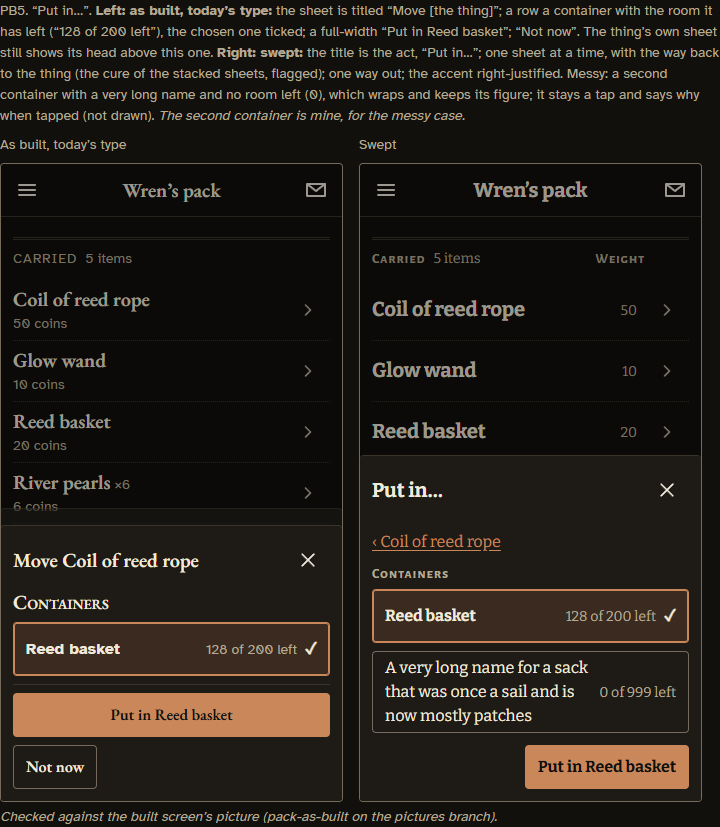 PB5. “Put in…”. Left: as built, today’s type: the sheet is titled “Move [the thing]”; a row a container with the room it
has left (“128 of 200 left”), the chosen one ticked; a full-width “Put in Reed basket”; “Not now”. The thing’s own sheet
still shows its head above this one. Right: swept: the title is the act, “Put in…”; one sheet at a time, with the way back
to the thing (the cure of the stacked sheets, flagged); one way out; the accent right-justified. Messy: a second
container with a very long name and no room left (0), which wraps and keeps its figure; it stays a tap and says why
when tapped (not drawn). The second container is mine, for the messy case.
As built, today’s type
Wren’s pack
CARRIED 5 items
Coil of reed rope
50 coins
Glow wand
10 coins
Reed basket
20 coins
River pearls ×6
6 coins
Move Coil of reed rope
Containers
Reed basket 128 of 200 left ✓
Put in Reed basket
Not now
Swept
Wren’s pack
Carried 5 items Weight
Coil of reed rope 50
Glow wand 10
Reed basket 20
Put in…
‹ Coil of reed rope
Containers
Reed basket 128 of 200 left ✓
A very long name for a sack
that was once a sail and is 0 of 999 left
now mostly patches
Put in Reed basket
Checked against the built screen’s picture (pack-as-built on the pictures branch).